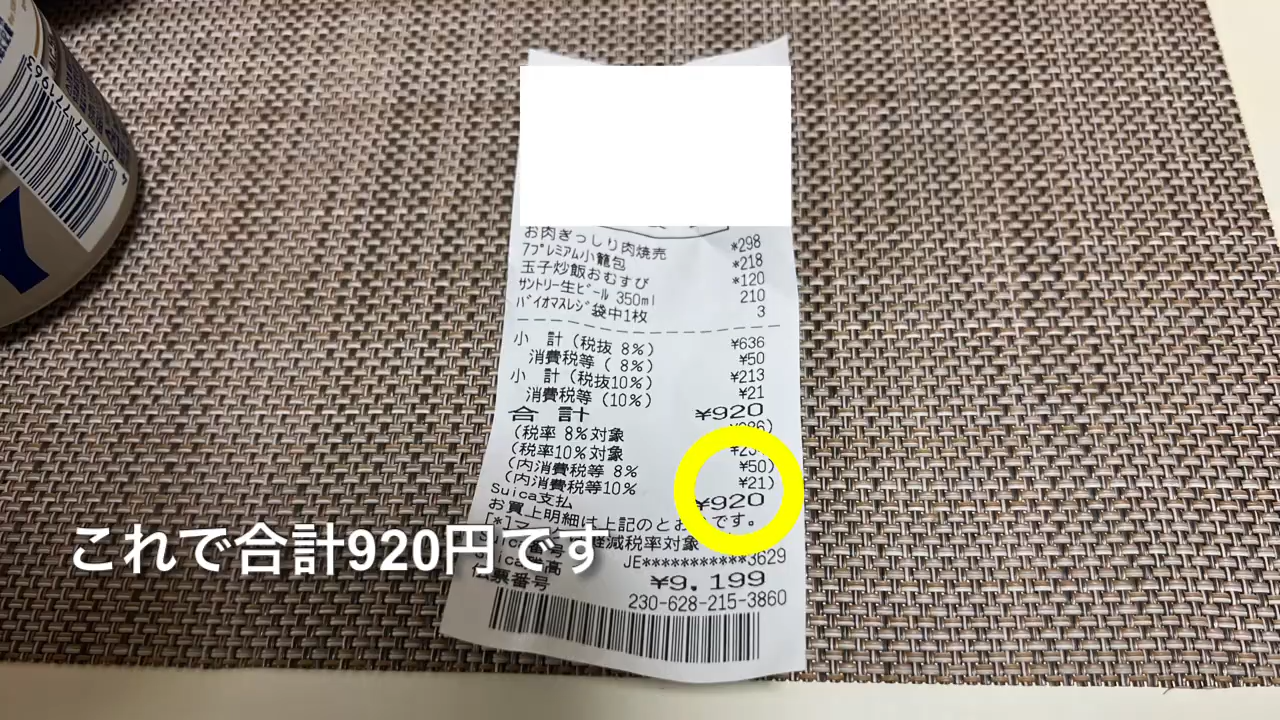 お肉ぎっしり肉焼売 *298
7プレミアム小籠包 *218
玉子炒飯おむすび *120
サントリー生ビール 350ml 210
バイオマスレジ袋中1枚 3
小 計(税抜 8%) ¥636
消費税等( 8%) ¥50
小 計(税抜10%) ¥213
消費税等(10%) ¥21
合 計 ¥920
(税率 8%対象
(税率10%対象
(内消費税等 8% ¥50)
(内消費税等10% ¥21)
Suica支払 ¥920
お買上明細は上記のとおりです。
軽減税率対象
JE***********3629
¥9,199
伝票番号 230-628-215-3860
これで合計920円です